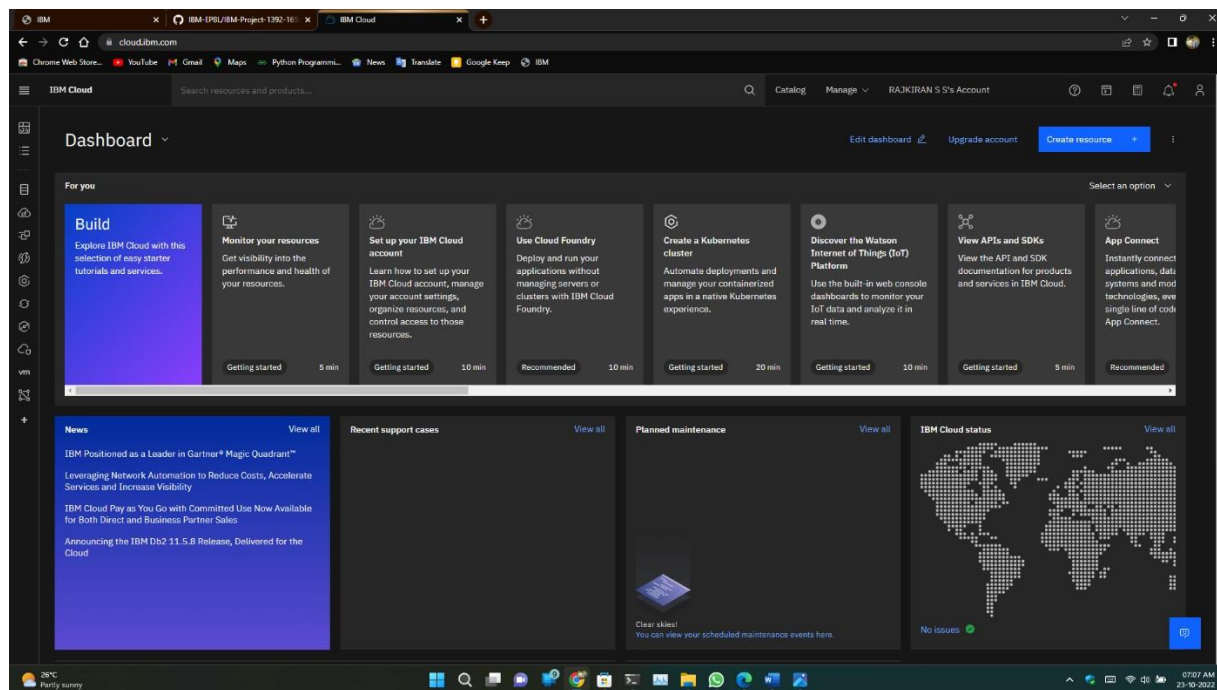 IBM
IBM-EPBL/IBM-Project-1392-165
IBM Cloud
cloud.ibm.com
Chrome Web Store...
YouTube
Gmail
Maps
Python Programmi...
News
Translate
Google Keep
IBM
IBM Cloud
Search resources and products...
Catalog
Manage
RAJKIRAN S S's Account
Dashboard
Edit dashboard
Upgrade account
Create resource +
For you
Select an option
Build
Explore IBM Cloud with this
selection of easy starter
tutorials and services.
Monitor your resources
Get visibility into the
performance and health of
your resources.
Getting started
5 min
Set up your IBM Cloud
account
Learn how to set up your
IBM Cloud account, manage
your account settings,
organize resources, and
control access to those
resources.
Getting started
10 min
Use Cloud Foundry
Deploy and run your
applications without
managing servers or
clusters with IBM Cloud
Foundry.
Recommended
10 min
Create a Kubernetes
cluster
Automate deployments and
manage your containerized
apps in a native Kubernetes
experience.
Getting started
20 min
Discover the Watson
Internet of Things (IoT)
Platform
Use the built-in web console
dashboards to monitor your
IoT data and analyze it in
real time.
Getting started
10 min
View APIs and SDKs
View the API and SDK
documentation for products
and services in IBM Cloud.
Getting started
5 min
App Connect
Instantly connect
applications, data
systems and mod
technologies, eve
single line of code
App Connect.
Recommended
vm
News
View all
IBM Positioned as a Leader in Gartner® Magic Quadrant™
Leveraging Network Automation to Reduce Costs, Accelerate
Services and Increase Visibility
IBM Cloud Pay as You Go with Committed Use Now Available
for Both Direct and Business Partner Sales
Announcing the IBM Db2 11.5.8 Release, Delivered for the
Cloud
Recent support cases
View all
Planned maintenance
View all
Clear skies!
You can view your scheduled maintenance events here.
IBM Cloud status
View all
No issues
26°C
Partly sunny
07:07 AM
23-10-2022